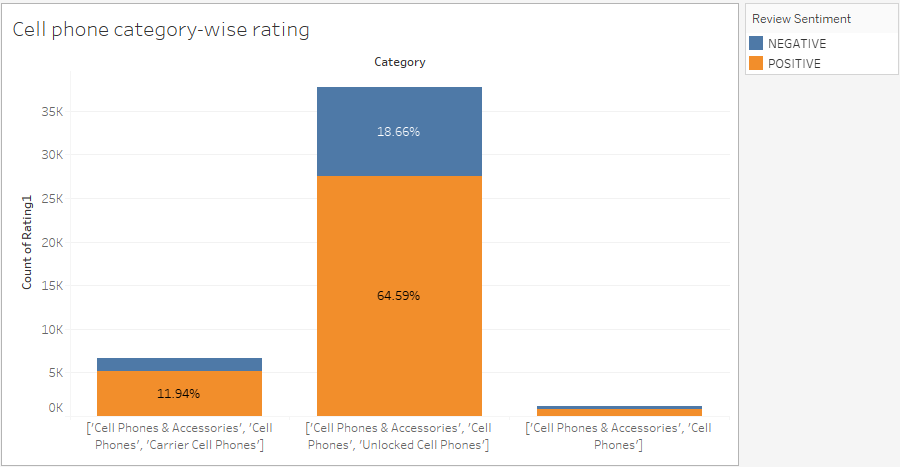 Cell phone category-wise rating
Review Sentiment
NEGATIVE
POSITIVE
Category
Count of Rating1
35K
30K
25K
20K
15K
10K
5K
0K
18.66%
64.59%
11.94%
['Cell Phones & Accessories', 'Cell
Phones', 'Carrier Cell Phones']
['Cell Phones & Accessories', 'Cell
Phones', 'Unlocked Cell Phones']
['Cell Phones & Accessories', 'Cell
Phones']